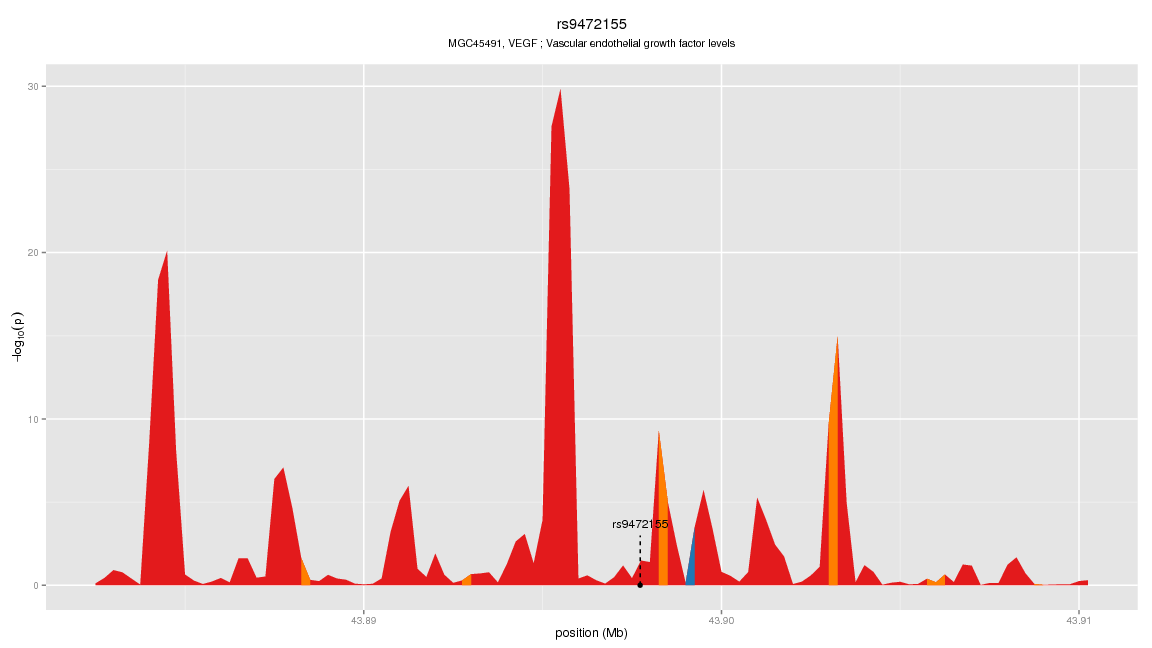 rs9472155
MGC45491, VEGF ; Vascular endothelial growth factor levels
30
20
10
0
−log10(p)
rs9472155
43.89 43.90 43.91
position (Mb)